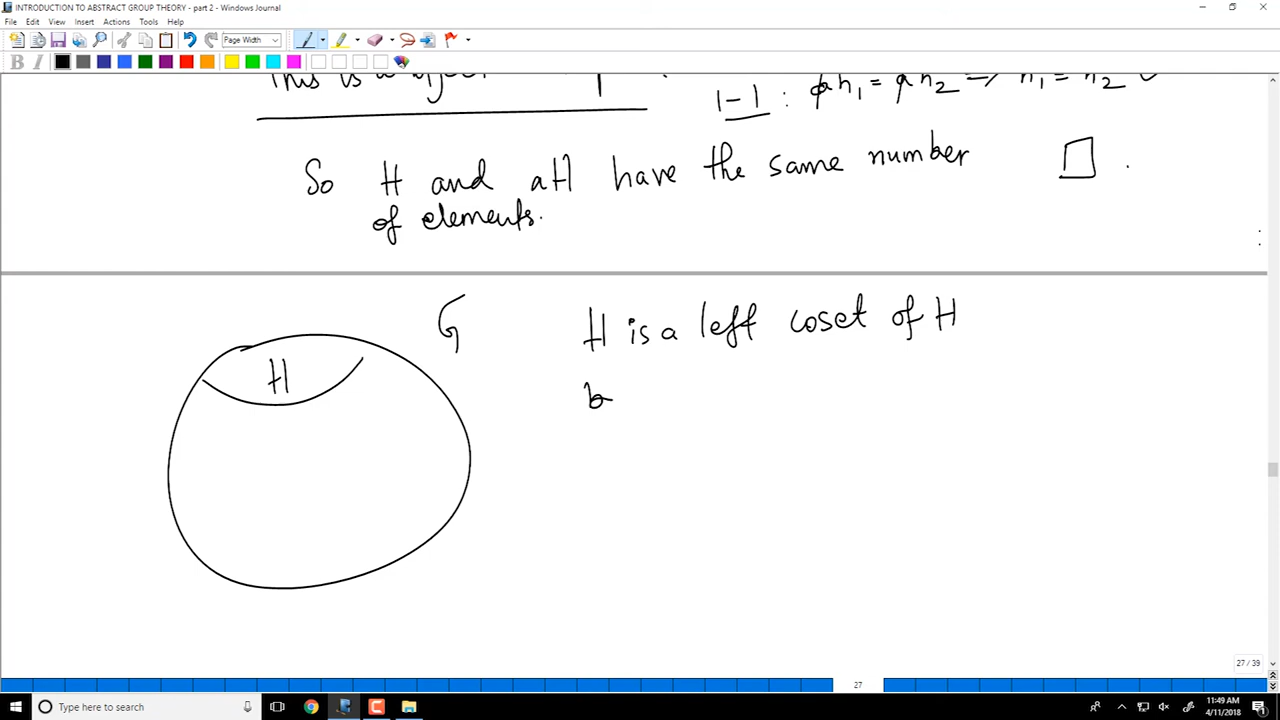 INTRODUCTION TO ABSTRACT GROUP THEORY - part 2 - Windows Journal
File Edit View Insert Actions Tools Help
Page Width
B I
This is a
1-1 : ah₁ = ah₂ => h₁ = h₂ ✓
So H and aH have the same number
of elements.
G
H is a left coset of H
H
b
27 / 39
27
Type here to search
11:49 AM
4/11/2018